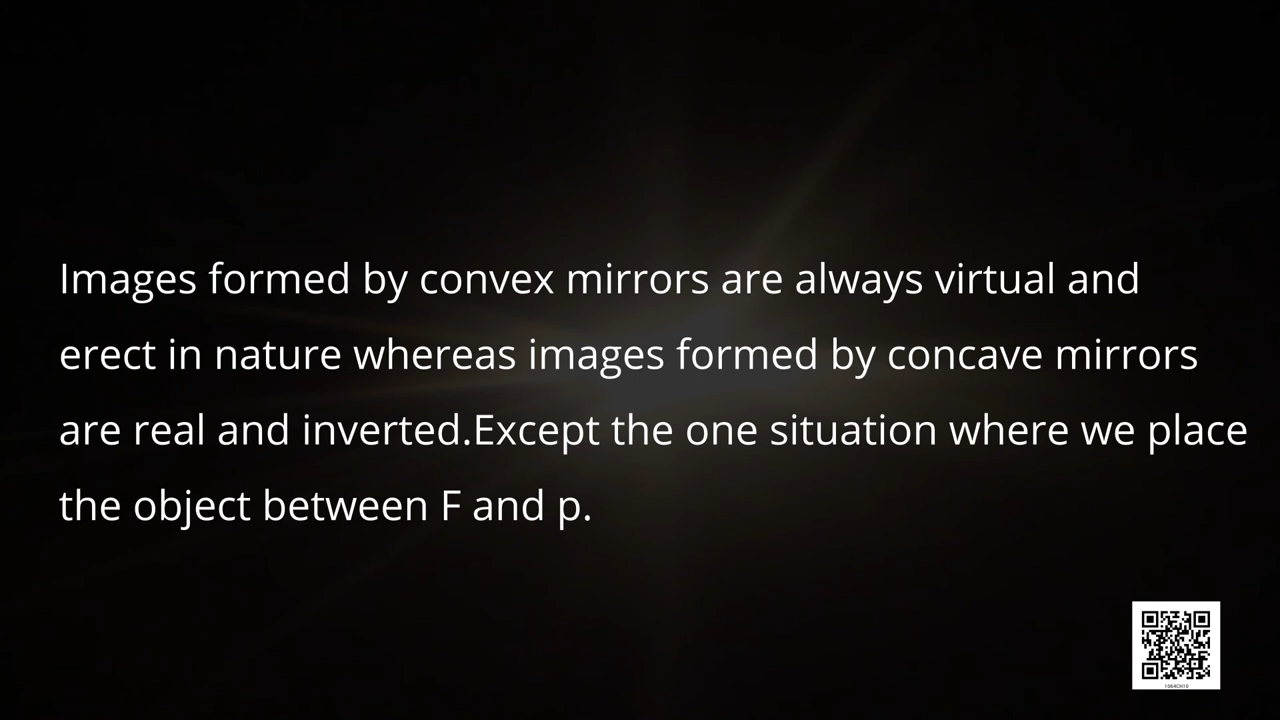 Images formed by convex mirrors are always virtual and
erect in nature whereas images formed by concave mirrors
are real and inverted.Except the one situation where we place
the object between F and p.
1064CH10